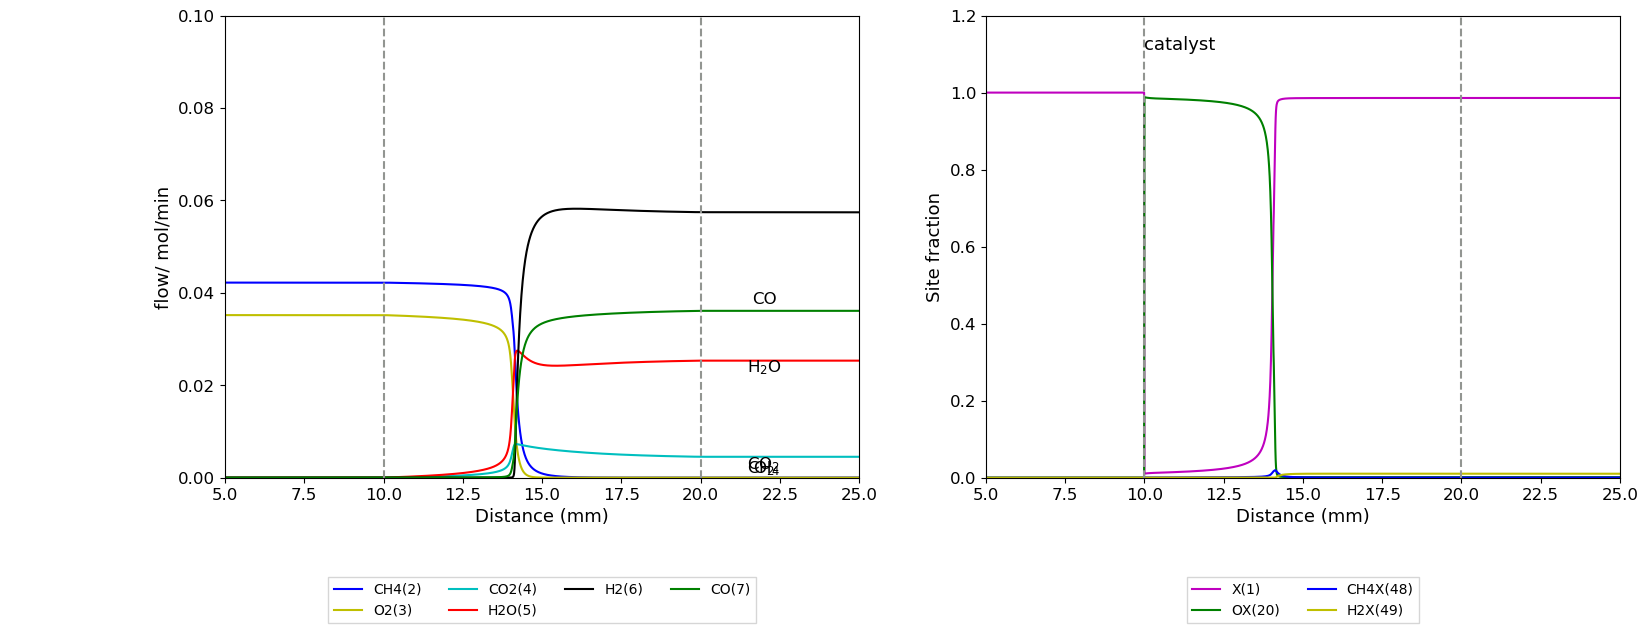 0.10
0.08
0.06
0.04
0.02
0.00
flow/ mol/min
CO
H₂O
5.0 7.5 10.0 12.5 15.0 17.5 20.0 22.5 25.0
Distance (mm)
CH4(2) CO2(4) H2(6) CO(7)
O2(3) H2O(5)
1.2
1.0
0.8
0.6
0.4
0.2
0.0
Site fraction
catalyst
5.0 7.5 10.0 12.5 15.0 17.5 20.0 22.5 25.0
Distance (mm)
X(1) CH4X(48)
OX(20) H2X(49)